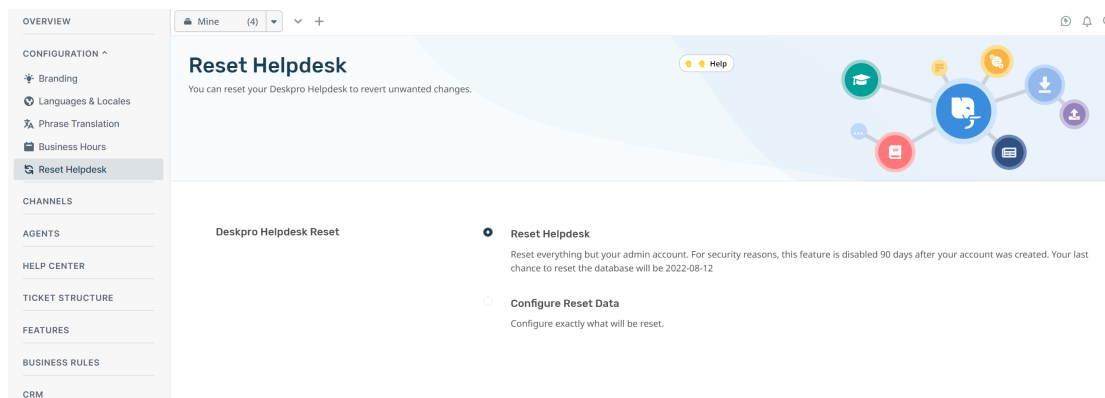 OVERVIEW
Mine (4)
CONFIGURATION
Branding
Languages & Locales
Phrase Translation
Business Hours
Reset Helpdesk
CHANNELS
AGENTS
HELP CENTER
TICKET STRUCTURE
FEATURES
BUSINESS RULES
CRM
Reset Helpdesk
You can reset your Deskpro Helpdesk to revert unwanted changes.
Help
Deskpro Helpdesk Reset
Reset Helpdesk
Reset everything but your admin account. For security reasons, this feature is disabled 90 days after your account was created. Your last
chance to reset the database will be 2022-08-12
Configure Reset Data
Configure exactly what will be reset.